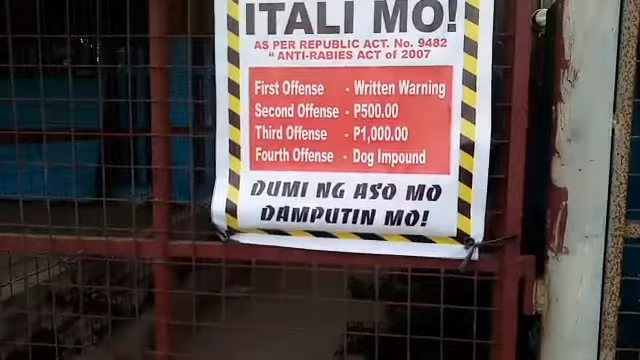 ITALI MO!
AS PER REPUBLIC ACT. No. 9482
“ ANTI-RABIES ACT of 2007
First Offense - Written Warning
Second Offense - P500.00
Third Offense - P1,000.00
Fourth Offense - Dog Impound
DUMI NG ASO MO
DAMPUTIN MO!